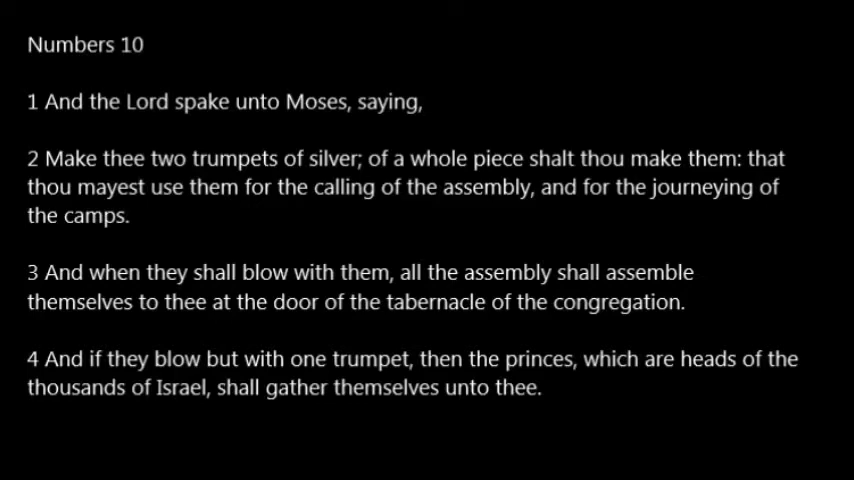 Numbers 10
1 And the Lord spake unto Moses, saying,
2 Make thee two trumpets of silver; of a whole piece shalt thou make them: that
thou mayest use them for the calling of the assembly, and for the journeying of
the camps.
3 And when they shall blow with them, all the assembly shall assemble
themselves to thee at the door of the tabernacle of the congregation.
4 And if they blow but with one trumpet, then the princes, which are heads of the
thousands of Israel, shall gather themselves unto thee.